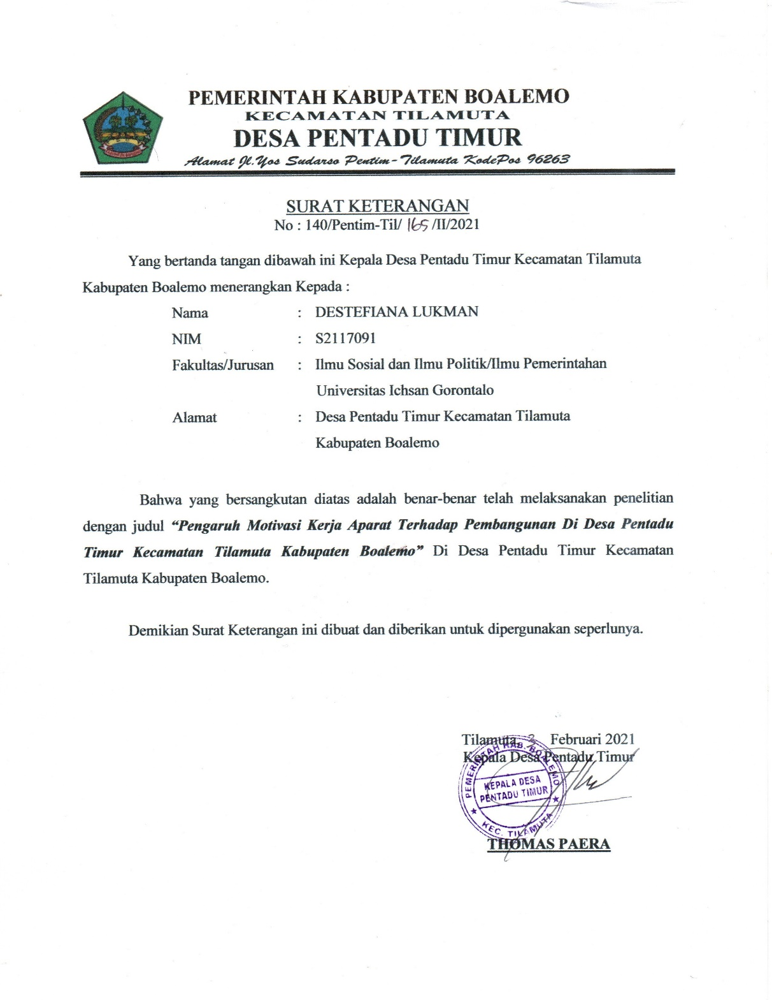 PEMERINTAH KABUPATEN BOALEMO
KECAMATAN TILAMUTA
DESA PENTADU TIMUR
Alamat Jl.Yos Sudarso Pentim-Tilamuta KodePos 96263
SURAT KETERANGAN
No : 140/Pentim-Til/ 165 /II/2021
Yang bertanda tangan dibawah ini Kepala Desa Pentadu Timur Kecamatan Tilamuta
Kabupaten Boalemo menerangkan Kepada :
Nama : DESTEFIANA LUKMAN
NIM : S2117091
Fakultas/Jurusan : Ilmu Sosial dan Ilmu Politik/Ilmu Pemerintahan
Universitas Ichsan Gorontalo
Alamat : Desa Pentadu Timur Kecamatan Tilamuta
Kabupaten Boalemo
Bahwa yang bersangkutan diatas adalah benar-benar telah melaksanakan penelitian
dengan judul “Pengaruh Motivasi Kerja Aparat Terhadap Pembangunan Di Desa Pentadu
Timur Kecamatan Tilamuta Kabupaten Boalemo” Di Desa Pentadu Timur Kecamatan
Tilamuta Kabupaten Boalemo.
Demikian Surat Keterangan ini dibuat dan diberikan untuk dipergunakan seperlunya.
Tilamuta, 3 Februari 2021
Kepala Desa Pentadu Timur
PEMERINTAH KAB. BOALEMO
KEPALA DESA
PENTADU TIMUR
KEC. TILAMUTA
THOMAS PAERA